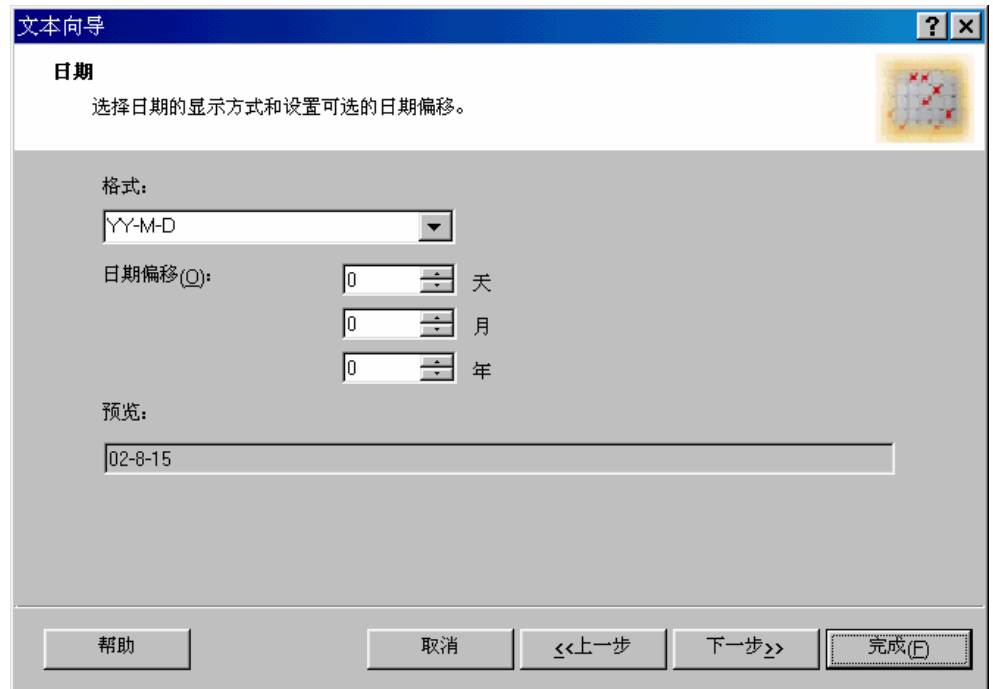 文本向导
日期
选择日期的显示方式和设置可选的日期偏移。
格式:
YY-M-D
日期偏移(O):
0 天
0 月
0 年
预览:
02-8-15
帮助 取消 <<上一步 下一步>> 完成(F)